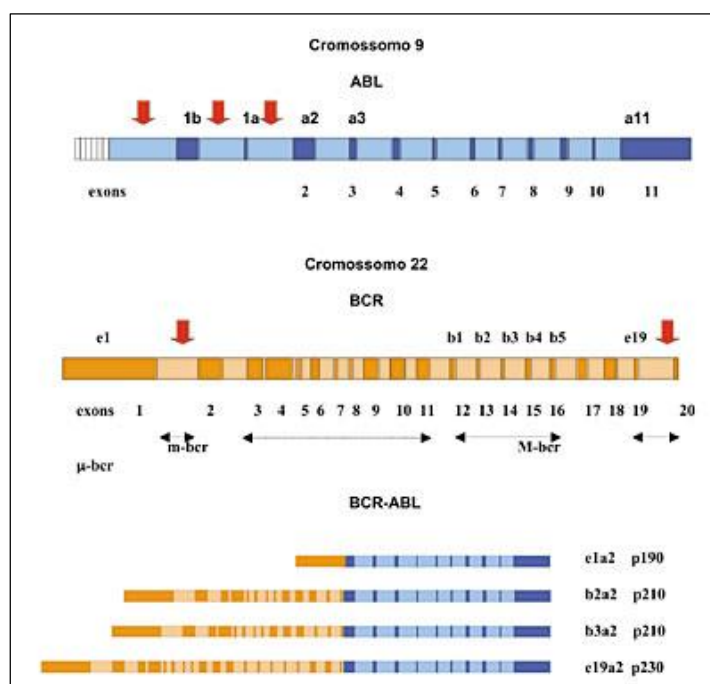 Cromossomo 9
ABL
1b 1a a2 a3 a11
exons 2 3 4 5 6 7 8 9 10 11
Cromossomo 22
BCR
e1 b1 b2 b3 b4 b5 e19
exons 1 2 3 4 5 6 7 8 9 10 11 12 13 14 15 16 17 18 19 20
m-bcr M-bcr
µ-bcr
BCR-ABL
e1a2 p190
b2a2 p210
b3a2 p210
e19a2 p230